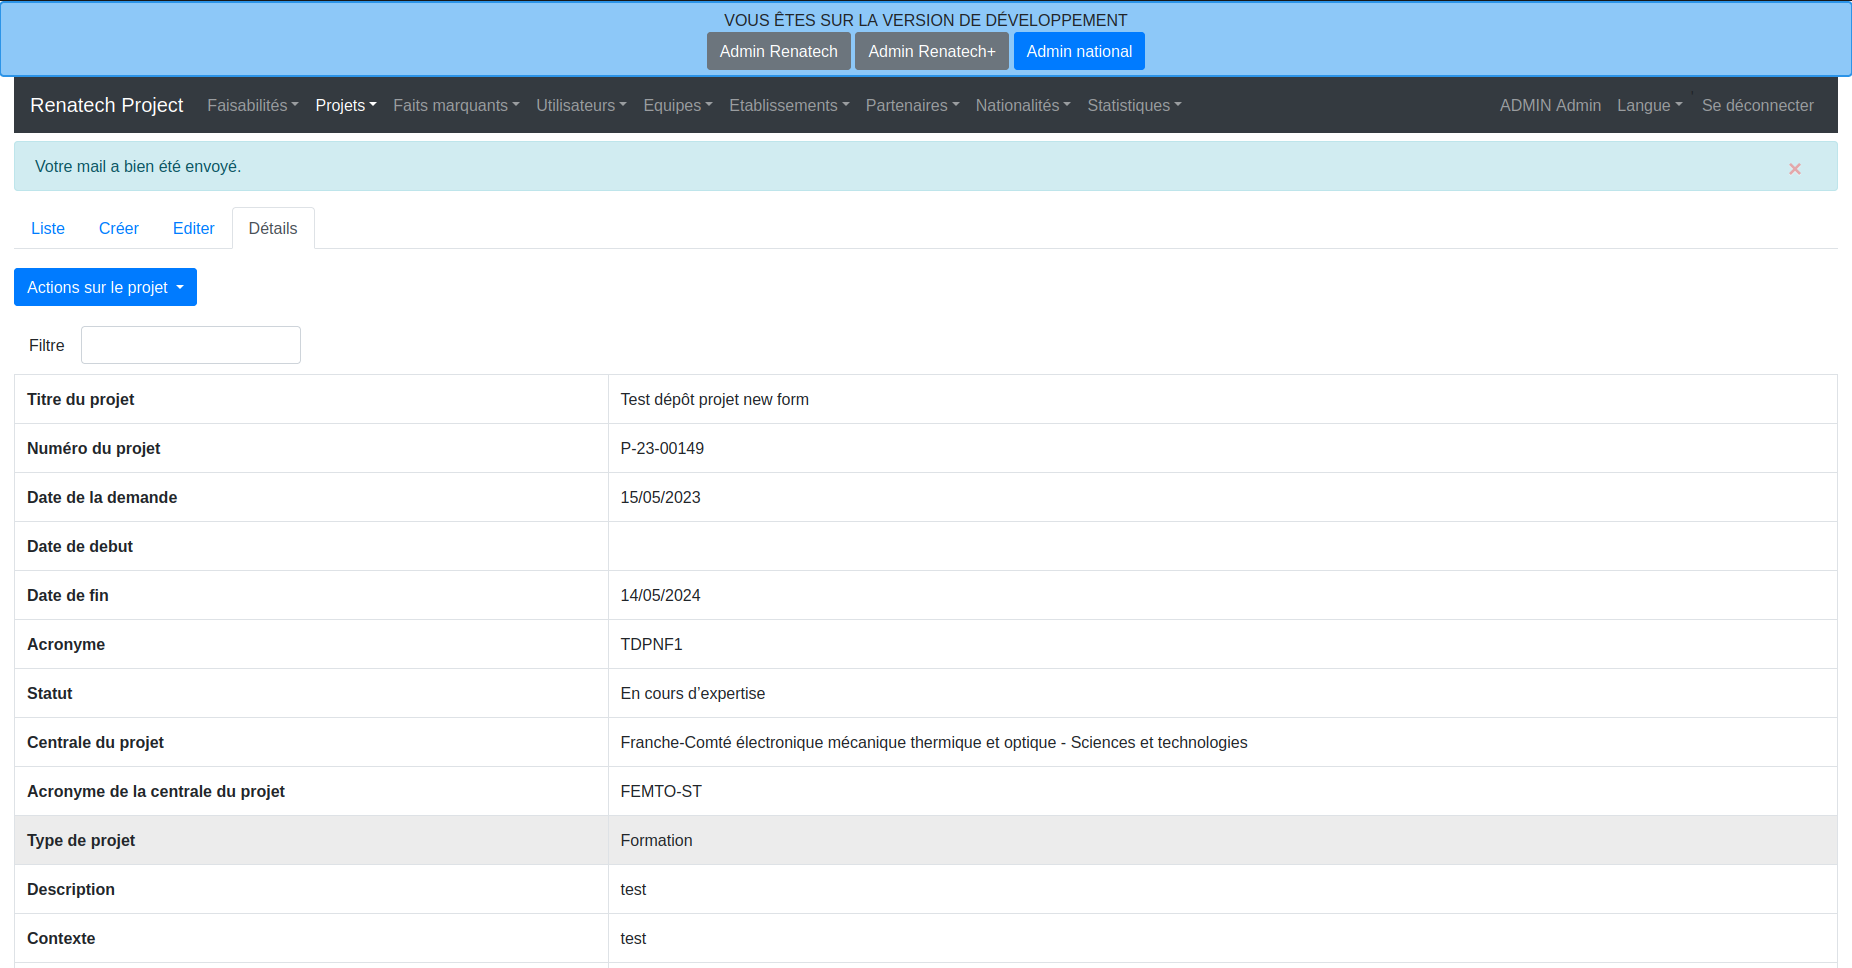 VOUS ÊTES SUR LA VERSION DE DÉVELOPPEMENT
Admin Renatech Admin Renatech+ Admin national
Renatech Project Faisabilités Projets Faits marquants Utilisateurs Equipes Etablissements Partenaires Nationalités Statistiques ADMIN Admin Langue Se déconnecter
Votre mail a bien été envoyé. ×
Liste Créer Editer Détails
Actions sur le projet
Filtre
Titre du projet Test dépôt projet new form
Numéro du projet P-23-00149
Date de la demande 15/05/2023
Date de debut
Date de fin 14/05/2024
Acronyme TDPNF1
Statut En cours d’expertise
Centrale du projet Franche-Comté électronique mécanique thermique et optique - Sciences et technologies
Acronyme de la centrale du projet FEMTO-ST
Type de projet Formation
Description test
Contexte test